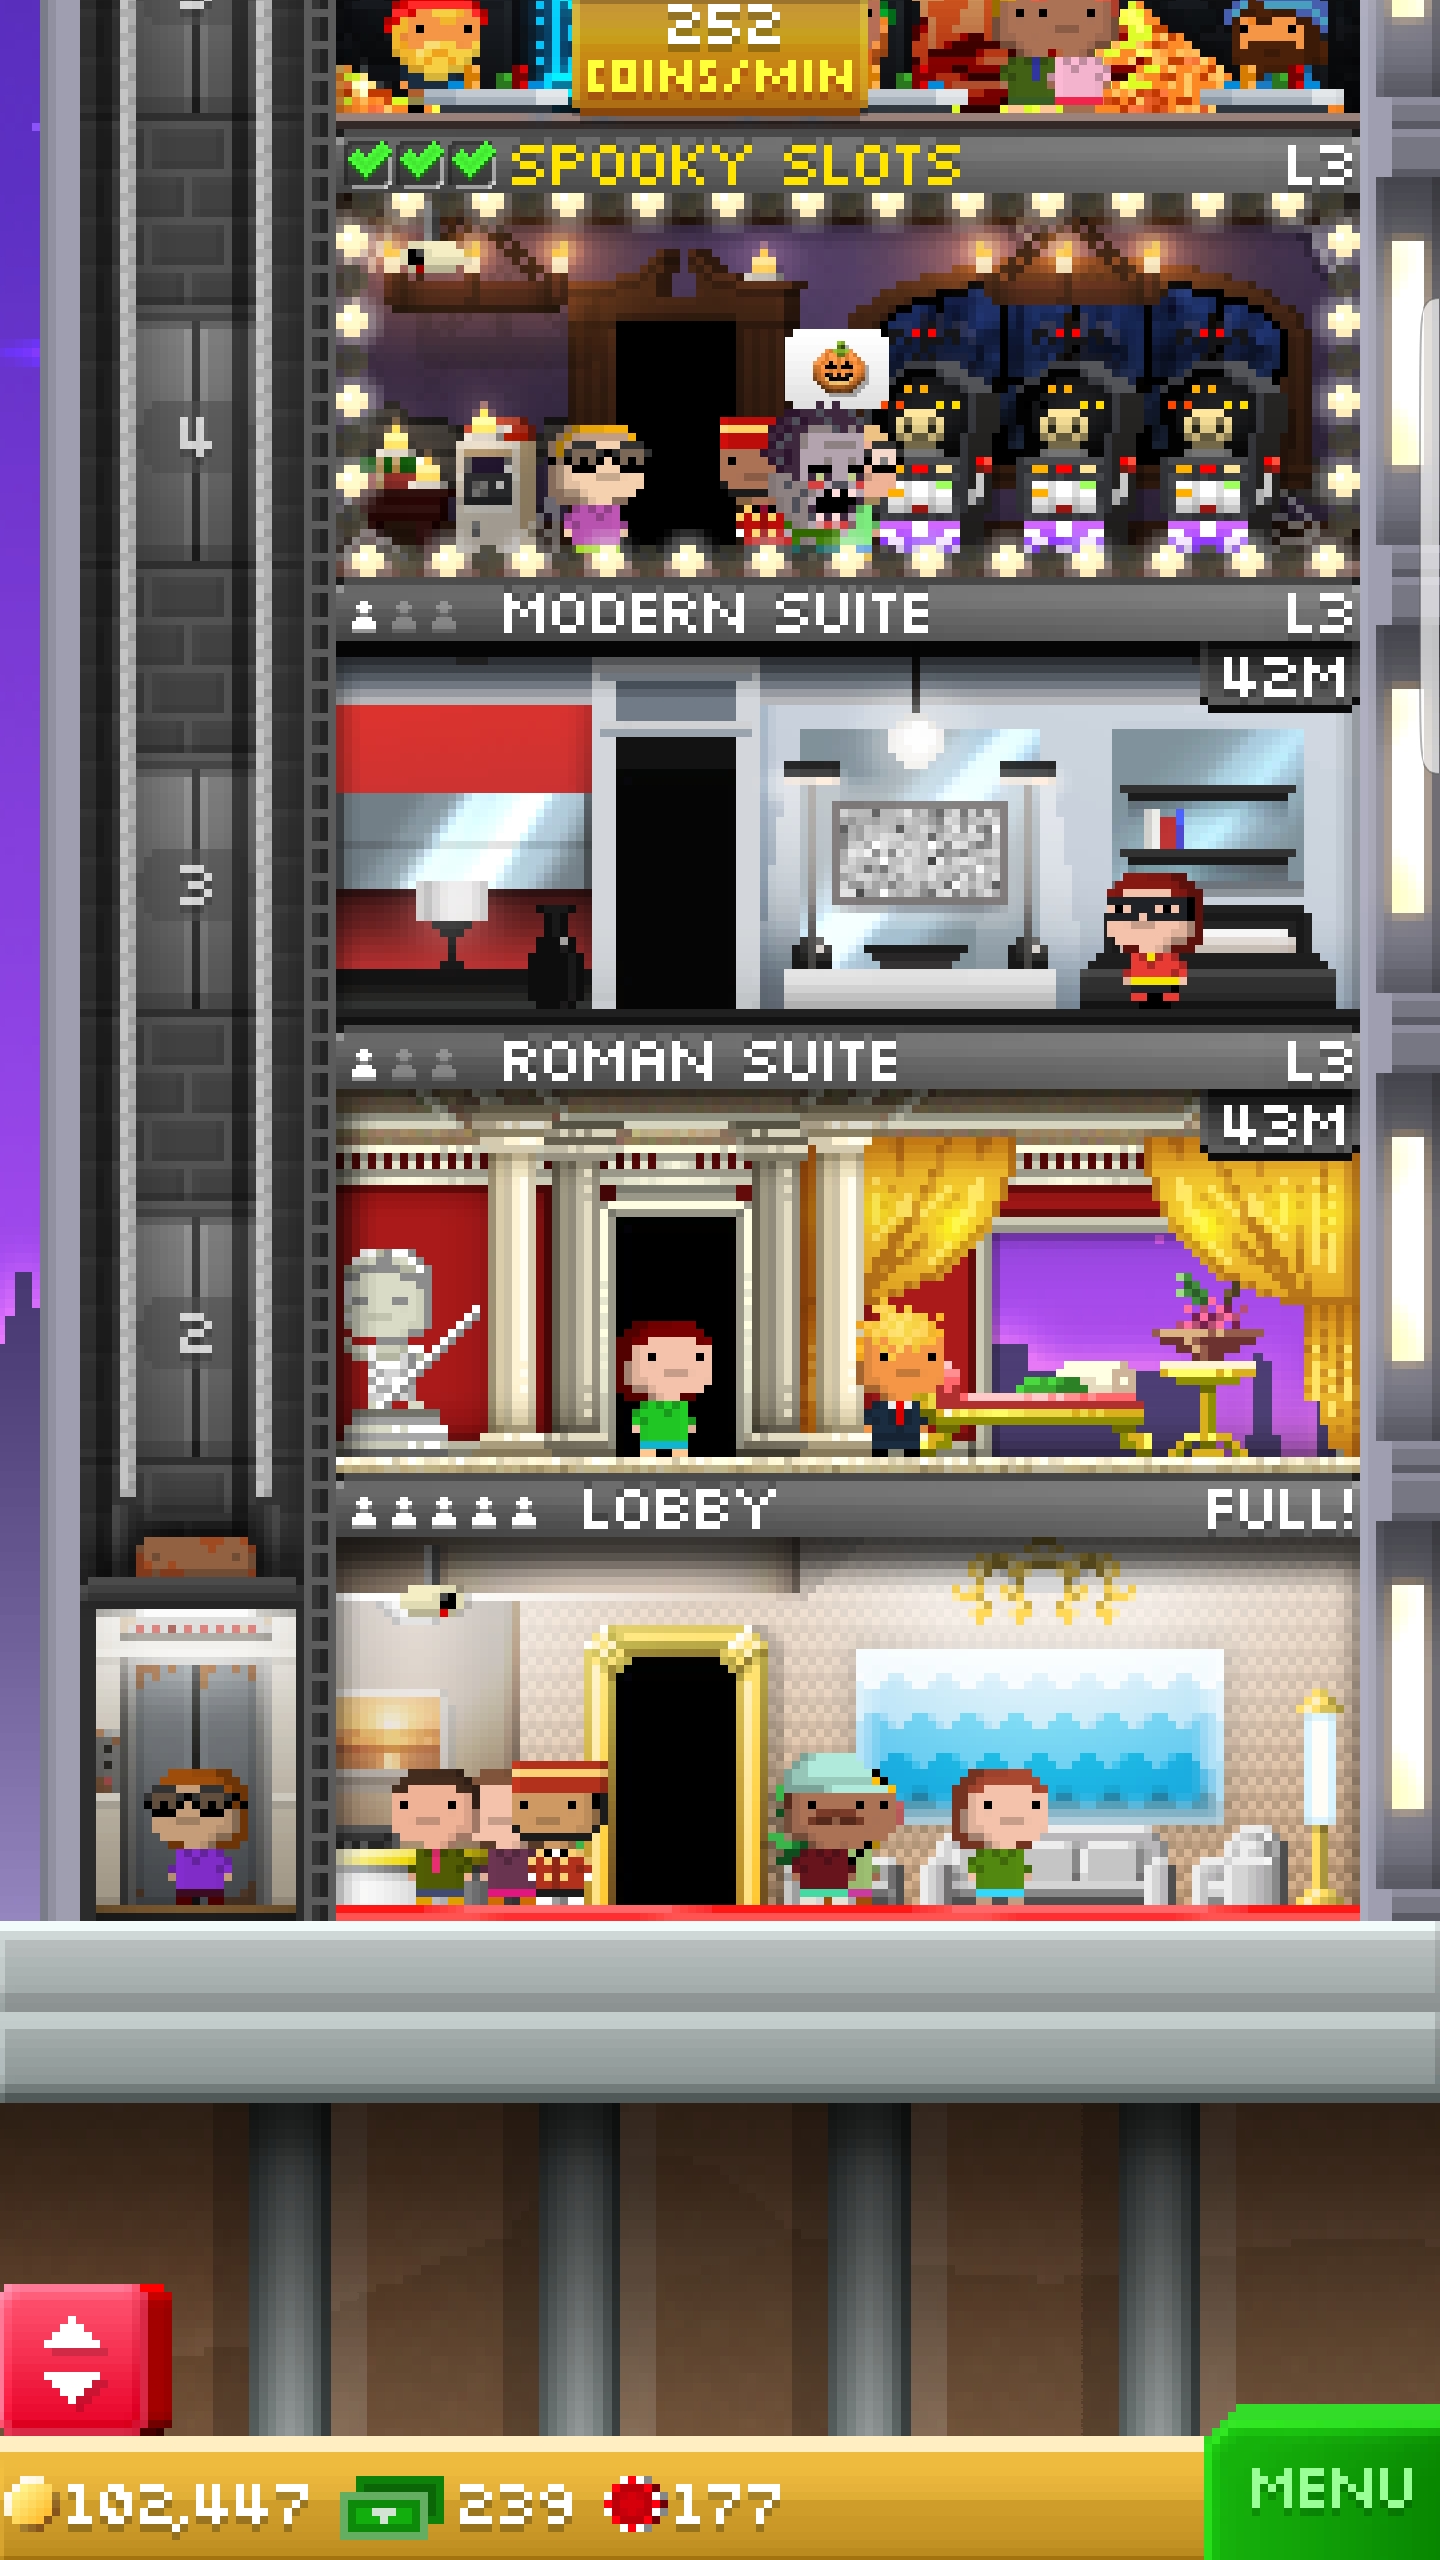 252
COINS/MIN
SPOOKY SLOTS L3
4
MODERN SUITE L3
42M
3
ROMAN SUITE L3
43M
2
LOBBY FULL!
102,447 239 177
MENU